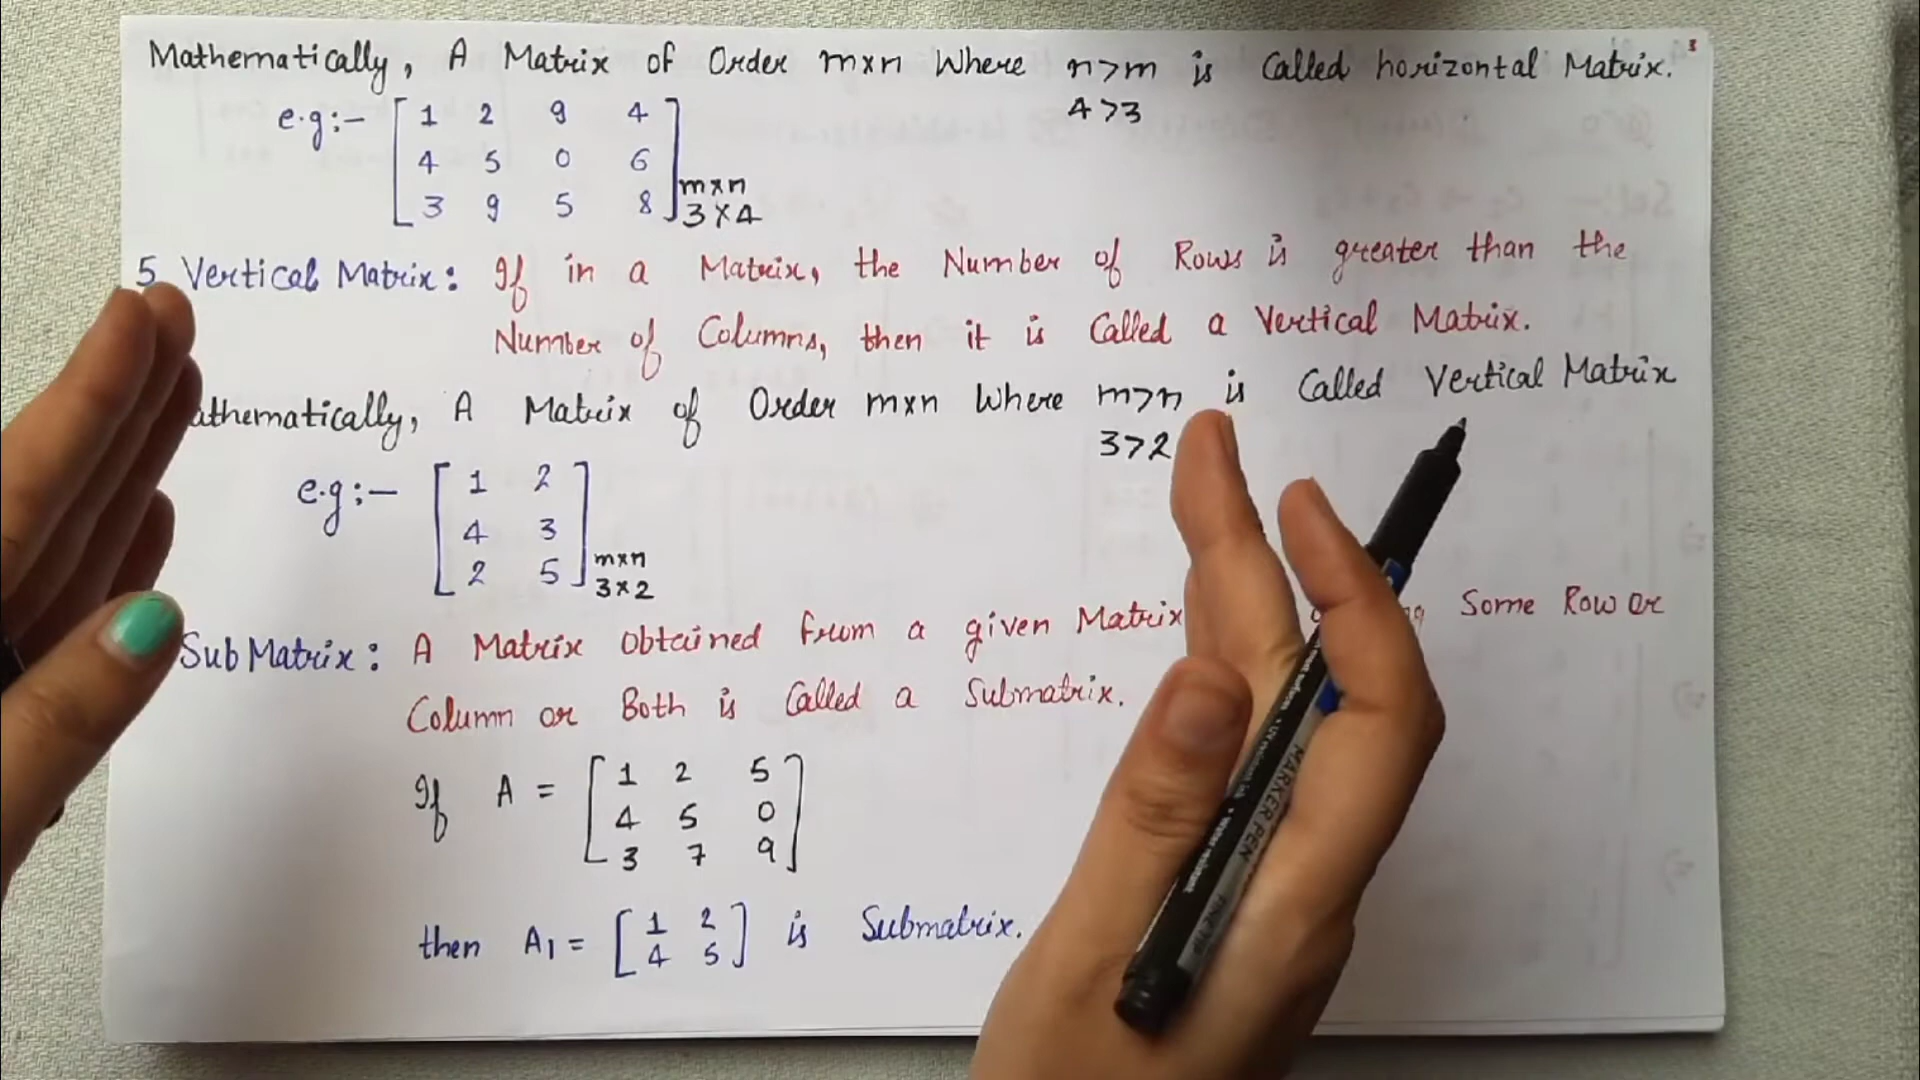 Mathematically, A Matrix of Order m×n Where n>m is Called horizontal Matrix.
4>3
e.g:- [ 1 2 9 4
4 5 0 6
3 9 5 8 ] m×n
3×4
5 Vertical Matrix: If in a Matrix, the Number of Rows is greater than the
Number of Columns, then it is Called a Vertical Matrix.
athematically, A Matrix of Order m×n Where m>n is Called Vertical Matrix
3>2
e.g:- [ 1 2
4 3
2 5 ] m×n
3×2
SubMatrix: A Matrix Obtained from a given Matrix Some Row or
Column or Both is Called a Submatrix.
If A = [ 1 2 5
4 5 0
3 7 9 ]
then A1 = [ 1 2
4 5 ] is Submatrix.
MARKER PEN